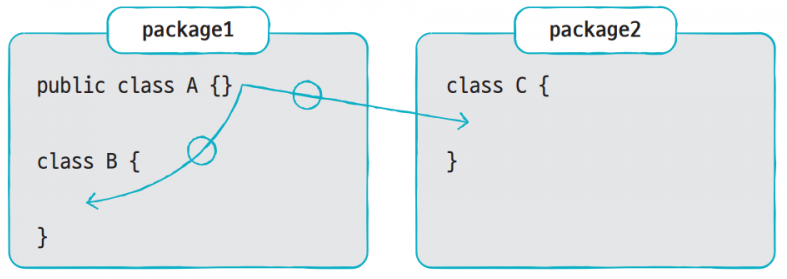 package1
public class A {}
class B {
}
package2
class C {
}